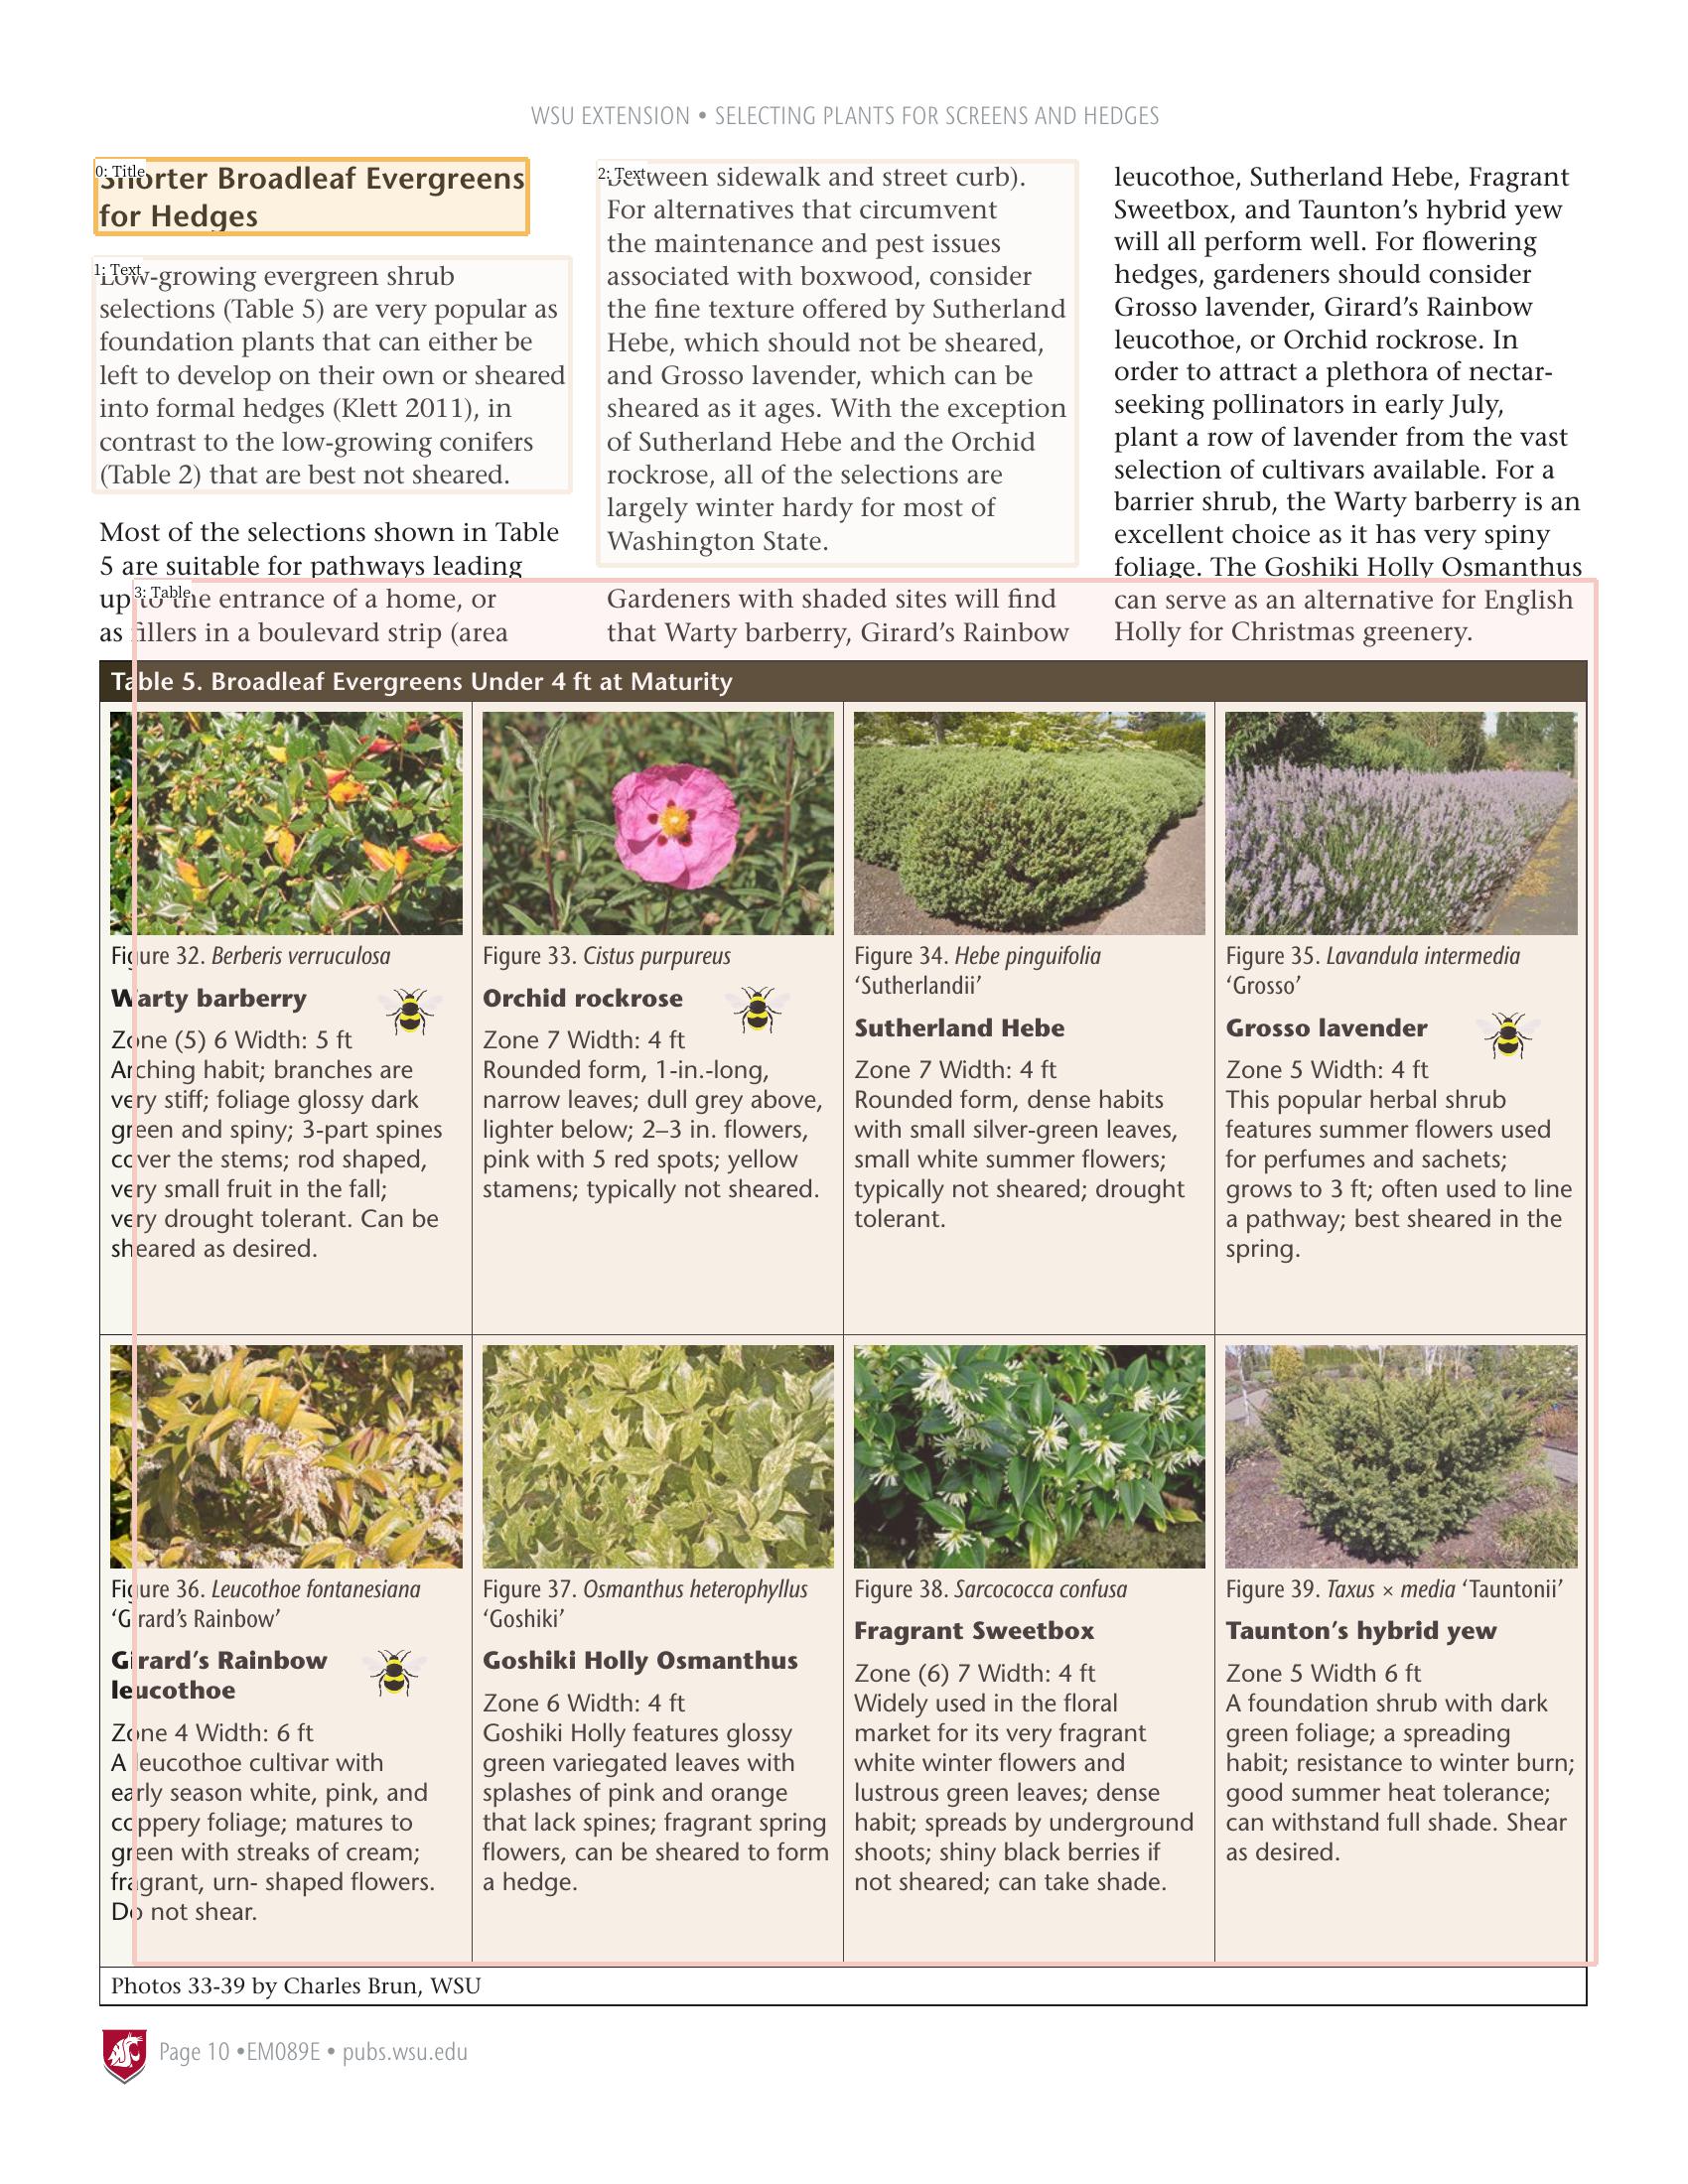 WSU EXTENSION • SELECTING PLANTS FOR SCREENS AND HEDGES
0: Title
Shorter Broadleaf Evergreens
for Hedges
1: Text
Low-growing evergreen shrub
selections (Table 5) are very popular as
foundation plants that can either be
left to develop on their own or sheared
into formal hedges (Klett 2011), in
contrast to the low-growing conifers
(Table 2) that are best not sheared.
Most of the selections shown in Table
5 are suitable for pathways leading
up to the entrance of a home, or
as fillers in a boulevard strip (area
2: Text
between sidewalk and street curb).
For alternatives that circumvent
the maintenance and pest issues
associated with boxwood, consider
the fine texture offered by Sutherland
Hebe, which should not be sheared,
and Grosso lavender, which can be
sheared as it ages. With the exception
of Sutherland Hebe and the Orchid
rockrose, all of the selections are
largely winter hardy for most of
Washington State.
Gardeners with shaded sites will find
that Warty barberry, Girard's Rainbow
leucothoe, Sutherland Hebe, Fragrant
Sweetbox, and Taunton's hybrid yew
will all perform well. For flowering
hedges, gardeners should consider
Grosso lavender, Girard's Rainbow
leucothoe, or Orchid rockrose. In
order to attract a plethora of nectar-
seeking pollinators in early July,
plant a row of lavender from the vast
selection of cultivars available. For a
barrier shrub, the Warty barberry is an
excellent choice as it has very spiny
foliage. The Goshiki Holly Osmanthus
can serve as an alternative for English
Holly for Christmas greenery.
3: Table
Table 5. Broadleaf Evergreens Under 4 ft at Maturity
Figure 32. Berberis verruculosa
Warty barberry
Zone (5) 6 Width: 5 ft
Arching habit; branches are
very stiff; foliage glossy dark
green and spiny; 3-part spines
cover the stems; rod shaped,
very small fruit in the fall;
very drought tolerant. Can be
sheared as desired.
Figure 33. Cistus purpureus
Orchid rockrose
Zone 7 Width: 4 ft
Rounded form, 1-in.-long,
narrow leaves; dull grey above,
lighter below; 2–3 in. flowers,
pink with 5 red spots; yellow
stamens; typically not sheared.
Figure 34. Hebe pinguifolia
‘Sutherlandii’
Sutherland Hebe
Zone 7 Width: 4 ft
Rounded form, dense habits
with small silver-green leaves,
small white summer flowers;
typically not sheared; drought
tolerant.
Figure 35. Lavandula intermedia
‘Grosso’
Grosso lavender
Zone 5 Width: 4 ft
This popular herbal shrub
features summer flowers used
for perfumes and sachets;
grows to 3 ft; often used to line
a pathway; best sheared in the
spring.
Figure 36. Leucothoe fontanesiana
‘Girard’s Rainbow’
Girard’s Rainbow
leucothoe
Zone 4 Width: 6 ft
A leucothoe cultivar with
early season white, pink, and
coppery foliage; matures to
green with streaks of cream;
fragrant, urn- shaped flowers.
Do not shear.
Figure 37. Osmanthus heterophyllus
‘Goshiki’
Goshiki Holly Osmanthus
Zone 6 Width: 4 ft
Goshiki Holly features glossy
green variegated leaves with
splashes of pink and orange
that lack spines; fragrant spring
flowers, can be sheared to form
a hedge.
Figure 38. Sarcococca confusa
Fragrant Sweetbox
Zone (6) 7 Width: 4 ft
Widely used in the floral
market for its very fragrant
white winter flowers and
lustrous green leaves; dense
habit; spreads by underground
shoots; shiny black berries if
not sheared; can take shade.
Figure 39. Taxus × media ‘Tauntonii’
Taunton’s hybrid yew
Zone 5 Width 6 ft
A foundation shrub with dark
green foliage; a spreading
habit; resistance to winter burn;
good summer heat tolerance;
can withstand full shade. Shear
as desired.
Photos 33-39 by Charles Brun, WSU
Page 10 •EM089E • pubs.wsu.edu